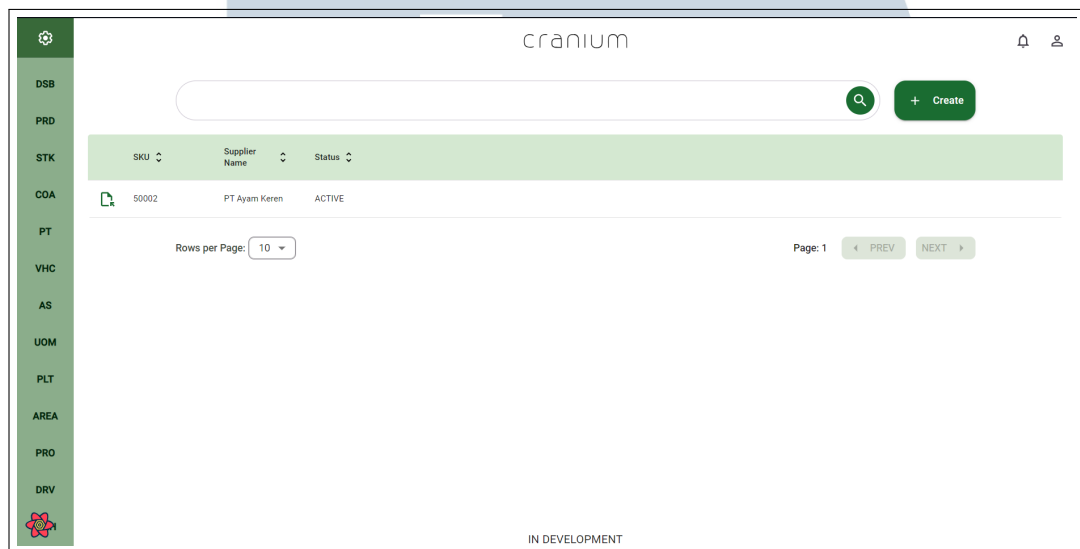 cranium
DSB
PRD
STK
COA
PT
VHC
AS
UOM
PLT
AREA
PRO
DRV
+ Create
SKU Supplier Name Status
50002 PT Ayam Keren ACTIVE
Rows per Page: 10 Page: 1 PREV NEXT
IN DEVELOPMENT